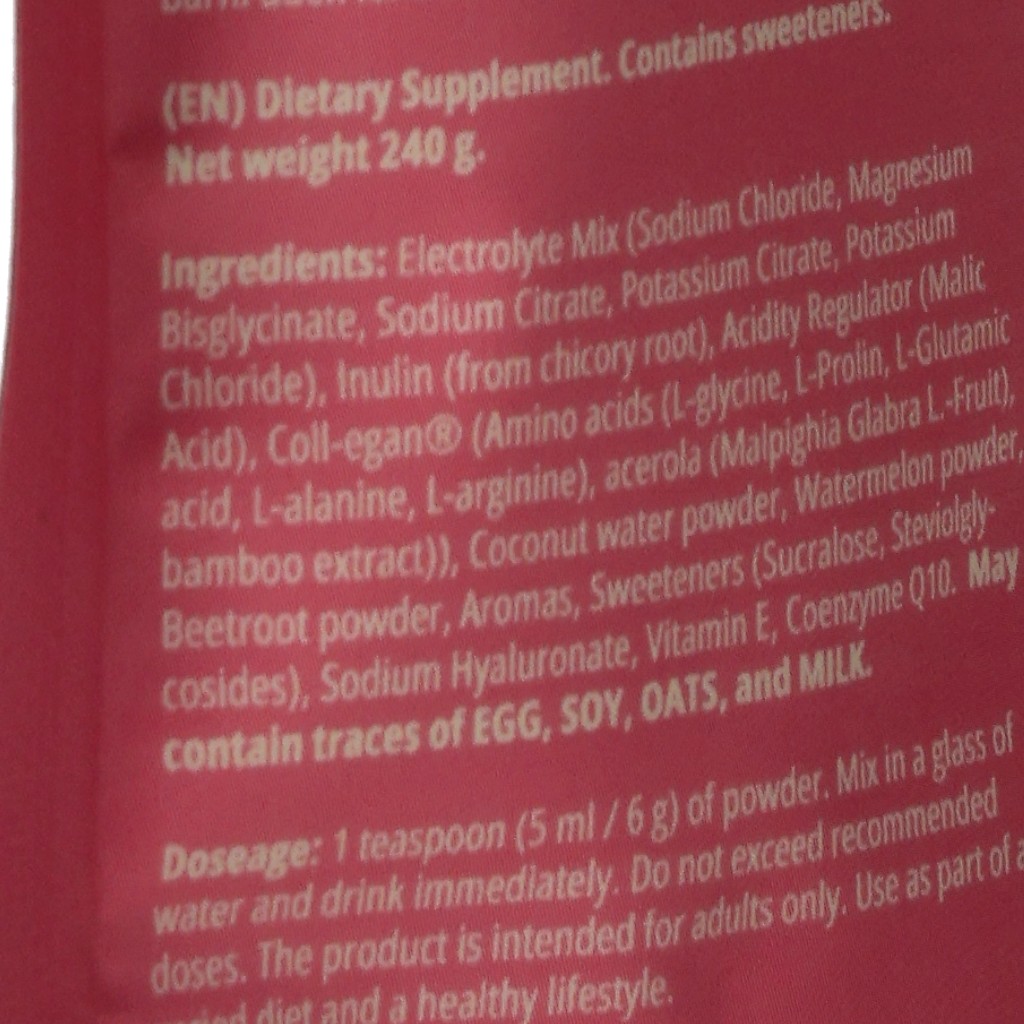 (EN) Dietary Supplement. Contains sweeteners.
Net weight 240 g.
Ingredients: Electrolyte Mix (Sodium Chloride, Magnesium
Bisglycinate, Sodium Citrate, Potassium Citrate, Potassium
Chloride), Inulin (from chicory root), Acidity Regulator (Malic
Acid), Coll-egan® (Amino acids (L-glycine, L-Prolin, L-Glutamic
acid, L-alanine, L-arginine), acerola (Malpighia Glabra L.-Fruit),
bamboo extract)), Coconut water powder, Watermelon powder,
Beetroot powder, Aromas, Sweeteners (Sucralose, Steviolgly-
cosides), Sodium Hyaluronate, Vitamin E, Coenzyme Q10. May
contain traces of EGG, SOY, OATS, and MILK.
Doseage: 1 teaspoon (5 ml / 6 g) of powder. Mix in a glass of
water and drink immediately. Do not exceed recommended
doses. The product is intended for adults only. Use as part of a
varied diet and a healthy lifestyle.